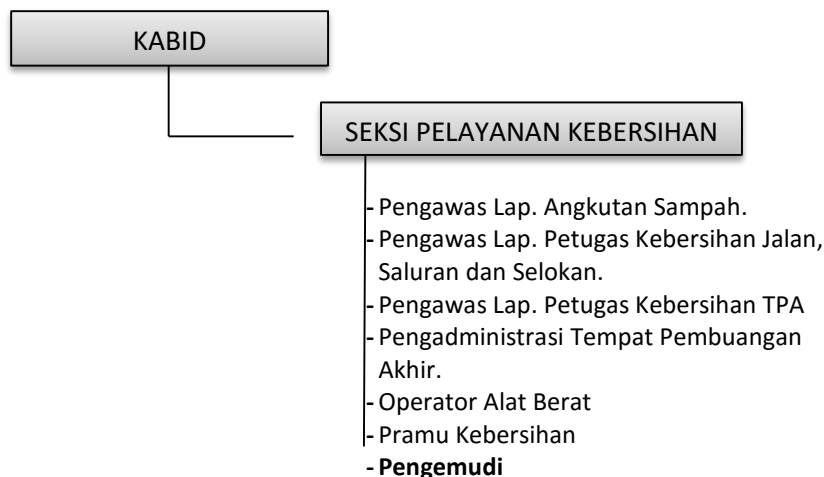 KABID
SEKSI PELAYANAN KEBERSIHAN
- Pengawas Lap. Angkutan Sampah.
- Pengawas Lap. Petugas Kebersihan Jalan,
Saluran dan Selokan.
- Pengawas Lap. Petugas Kebersihan TPA
- Pengadministrasi Tempat Pembuangan
Akhir.
- Operator Alat Berat
- Pramu Kebersihan
- Pengemudi